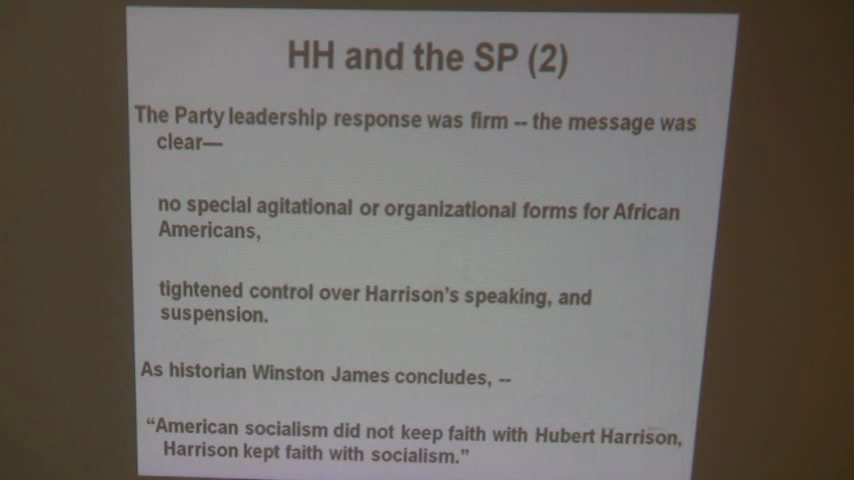 HH and the SP (2)
The Party leadership response was firm -- the message was
clear—
no special agitational or organizational forms for African
Americans,
tightened control over Harrison's speaking, and
suspension.
As historian Winston James concludes, --
“American socialism did not keep faith with Hubert Harrison,
Harrison kept faith with socialism.”